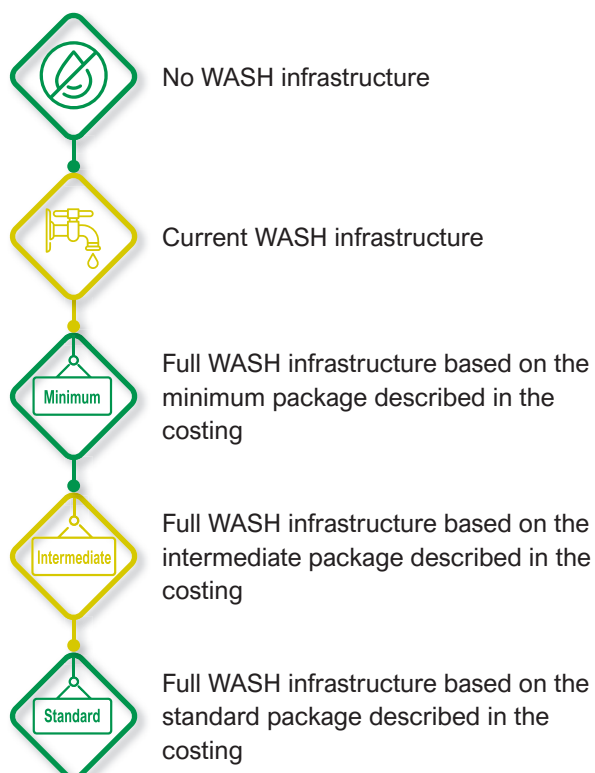 No WASH infrastructure
Current WASH infrastructure
Minimum
Full WASH infrastructure based on the
minimum package described in the
costing
Intermediate
Full WASH infrastructure based on the
intermediate package described in the
costing
Standard
Full WASH infrastructure based on the
standard package described in the
costing